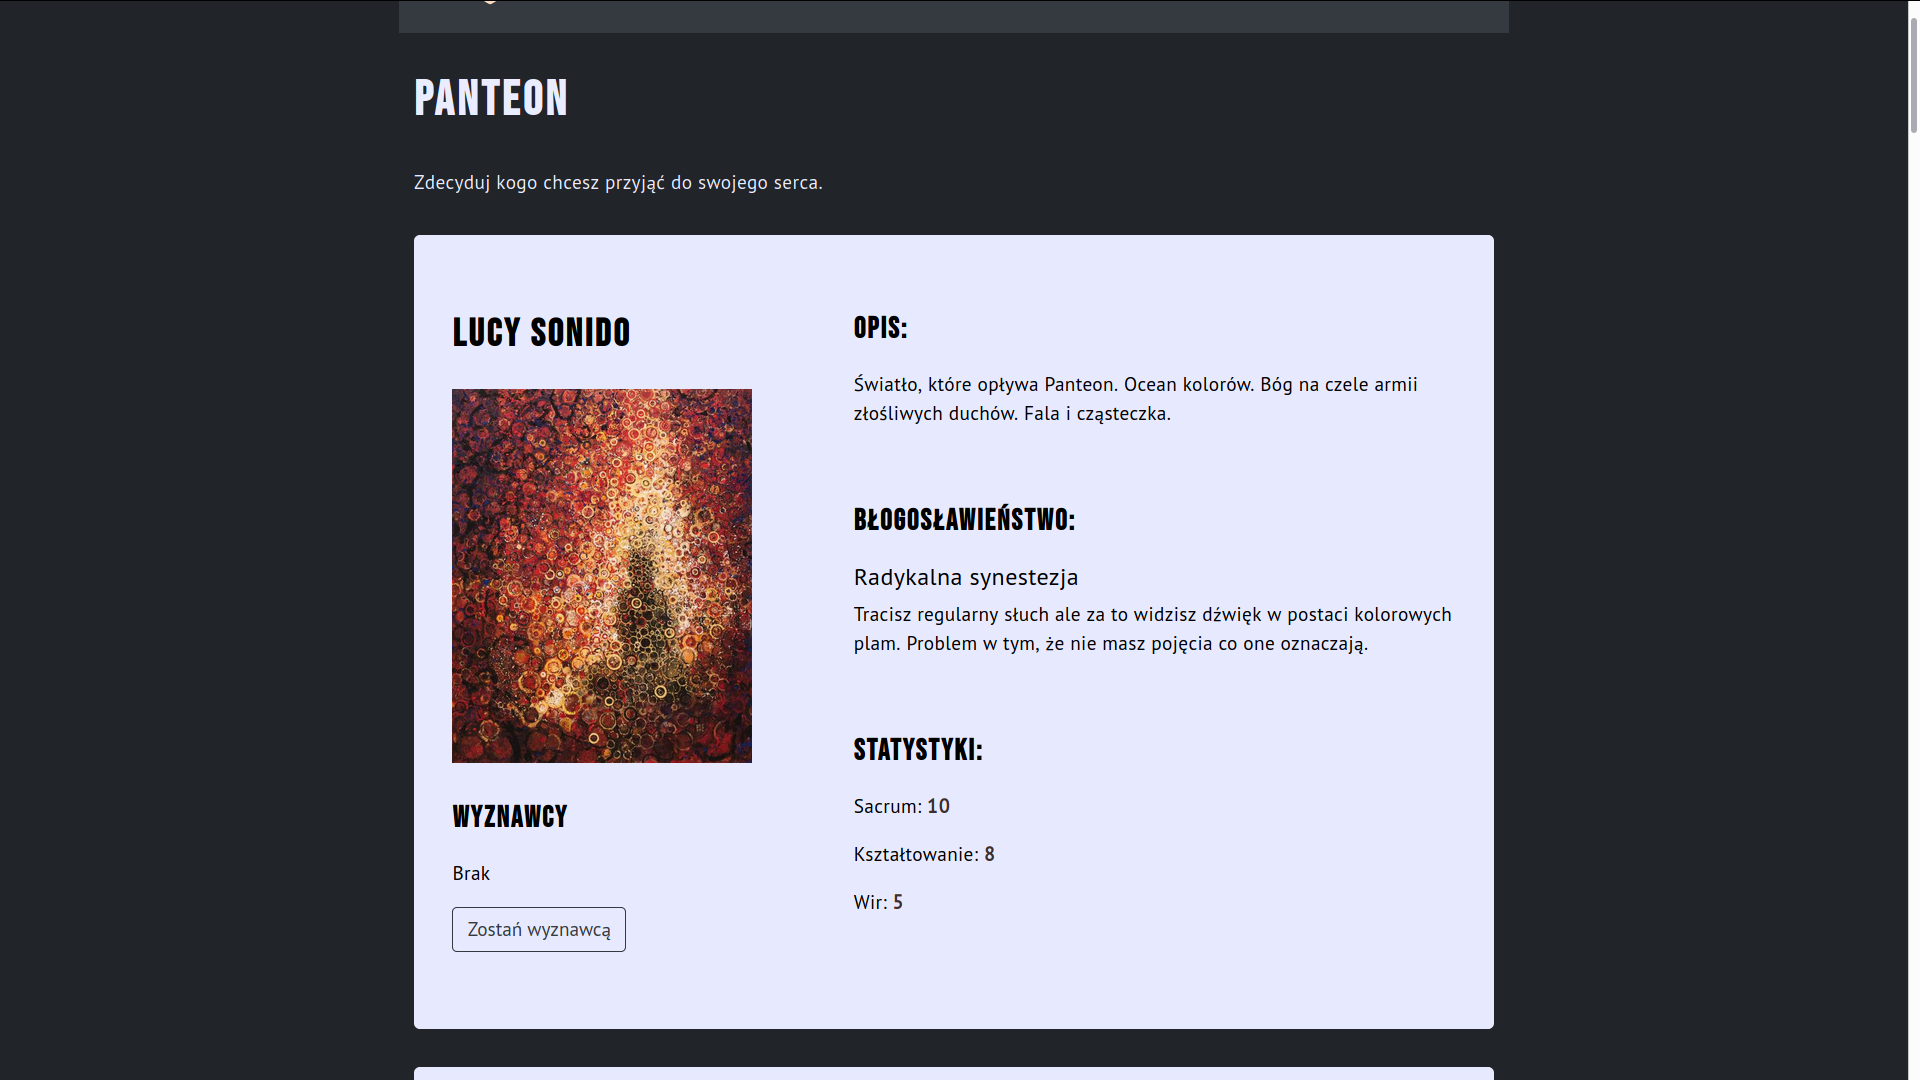 PANTEON
Zdecyduj kogo chcesz przyjąć do swojego serca.
LUCY SONIDO
WYZNAWCY
Brak
Zostań wyznawcą
OPIS:
Światło, które opływa Panteon. Ocean kolorów. Bóg na czele armii
złośliwych duchów. Fala i cząsteczka.
BŁOGOSŁAWIEŃSTWO:
Radykalna synestezja
Tracisz regularny słuch ale za to widzisz dźwięk w postaci kolorowych
plam. Problem w tym, że nie masz pojęcia co one oznaczają.
STATYSTYKI:
Sacrum: 10
Kształtowanie: 8
Wir: 5